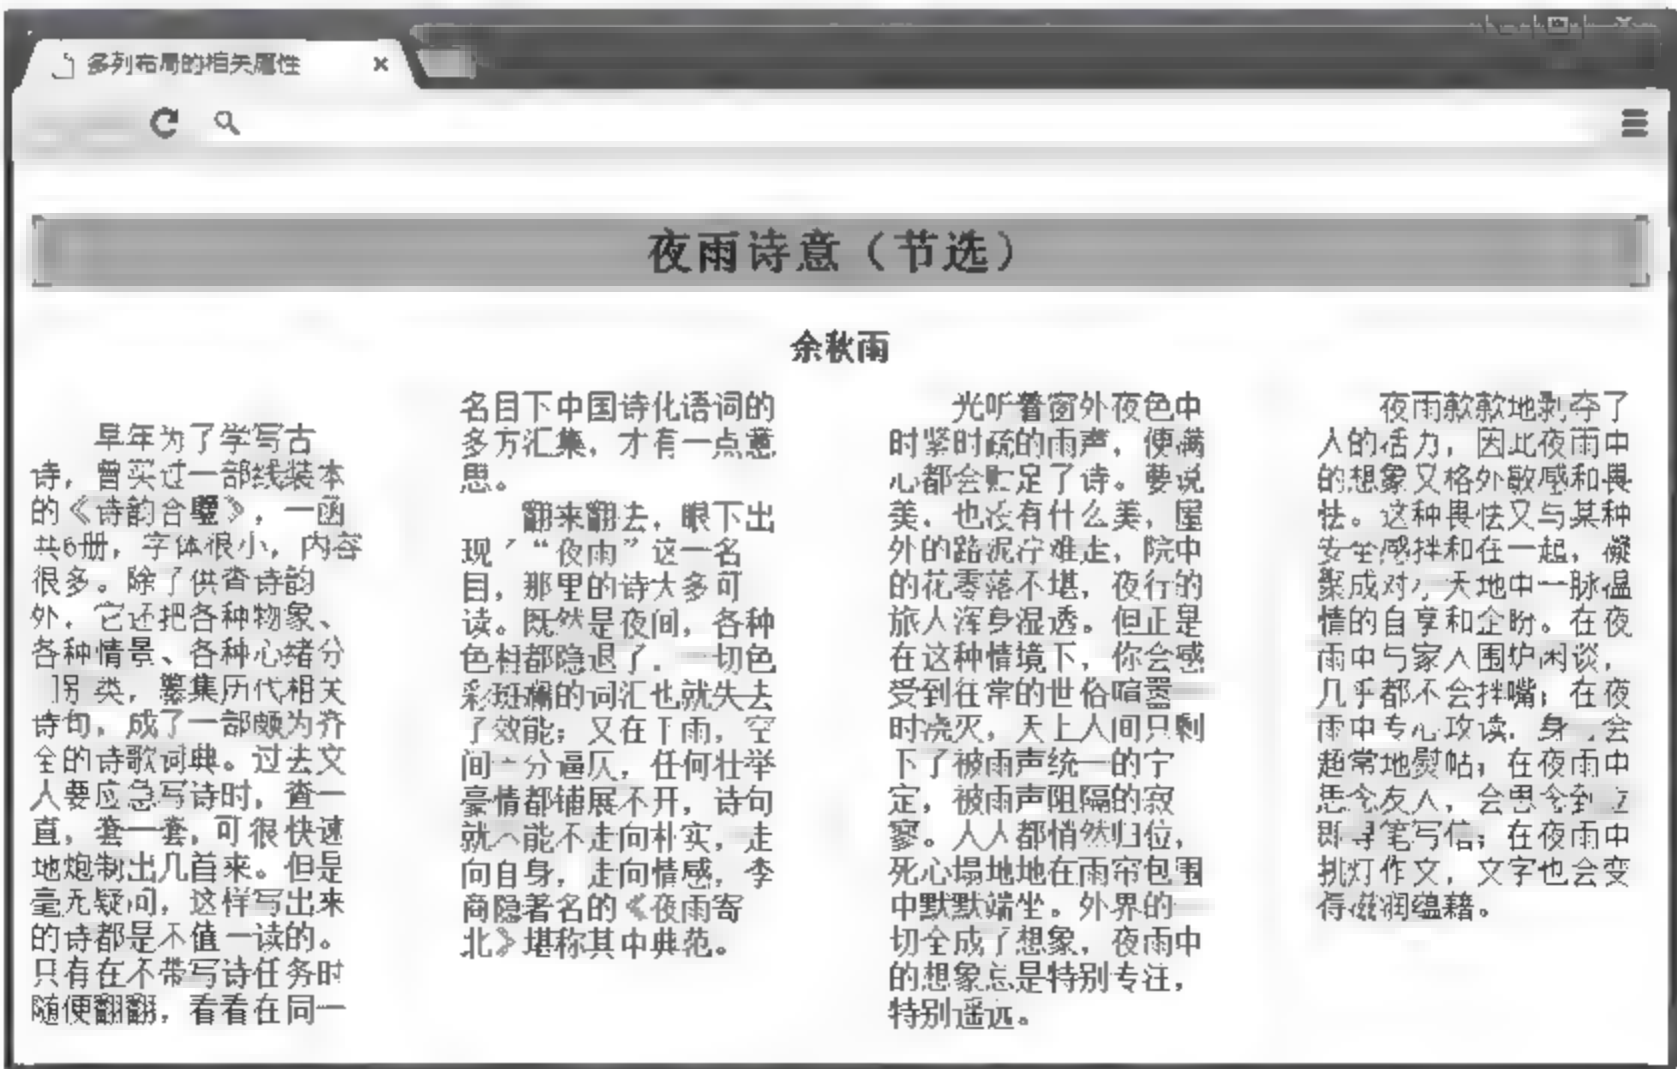 多列布局的相关属性
夜雨诗意（节选）
余秋雨
早年为了学写古
诗，曾买过一部线装本
的《诗韵合璧》，一函
共6册，字体很小，内容
很多。除了供查诗韵
外，它还把各种物象、
各种情景、各种心绪分
门另类，纂集历代相关
诗句，成了一部颇为齐
全的诗歌词典。过去文
人要应急写诗时，查一
直，套一套，可很快速
地炮制出几首来。但是
毫无疑问，这样写出来
的诗都是不值一读的。
只有在不带写诗任务时
随便翻翻，看看在同一
名目下中国诗化语词的
多方汇集，才有一点意
思。
翻来翻去，眼下出
现了“夜雨”这一名
目，那里的诗大多可
读。既然是夜间，各种
色相都隐退了，一切色
彩斑斓的词汇也就失去
了效能；又在下雨，空
间十分逼仄，任何壮举
豪情都铺展不开，诗句
就不能不走向朴实，走
向自身，走向情感，李
商隐著名的《夜雨寄
北》堪称其中典范。
光听着窗外夜色中
时紧时疏的雨声，便满
心都会贮足了诗。要说
美，也没有什么美，屋
外的路泥泞难走，院中
的花零落不堪，夜行的
旅人浑身湿透。但正是
在这种情境下，你会感
受到往常的世俗喧嚣一
时浇灭，天上人间只剩
下了被雨声统一的宁
定，被雨声阻隔的寂
寥。人人都悄然归位，
死心塌地地在雨帘包围
中默默端坐。外界的一
切全成了想象，夜雨中
的想象总是特别专注，
特别遥远。
夜雨款款地剥夺了
人的活力，因此夜雨中
的想象又格外敏感和畏
怯。这种畏怯又与某种
安全感拌和在一起，凝
聚成对小天地中一脉温
情的自享和企盼。在夜
雨中与家人围炉闲谈，
几乎都不会拌嘴；在夜
雨中专心攻读，身心会
超常地熨帖；在夜雨中
思念友人，会思念到立
即寻笔写信；在夜雨中
挑灯作文，文字也会变
得滋润蕴藉。